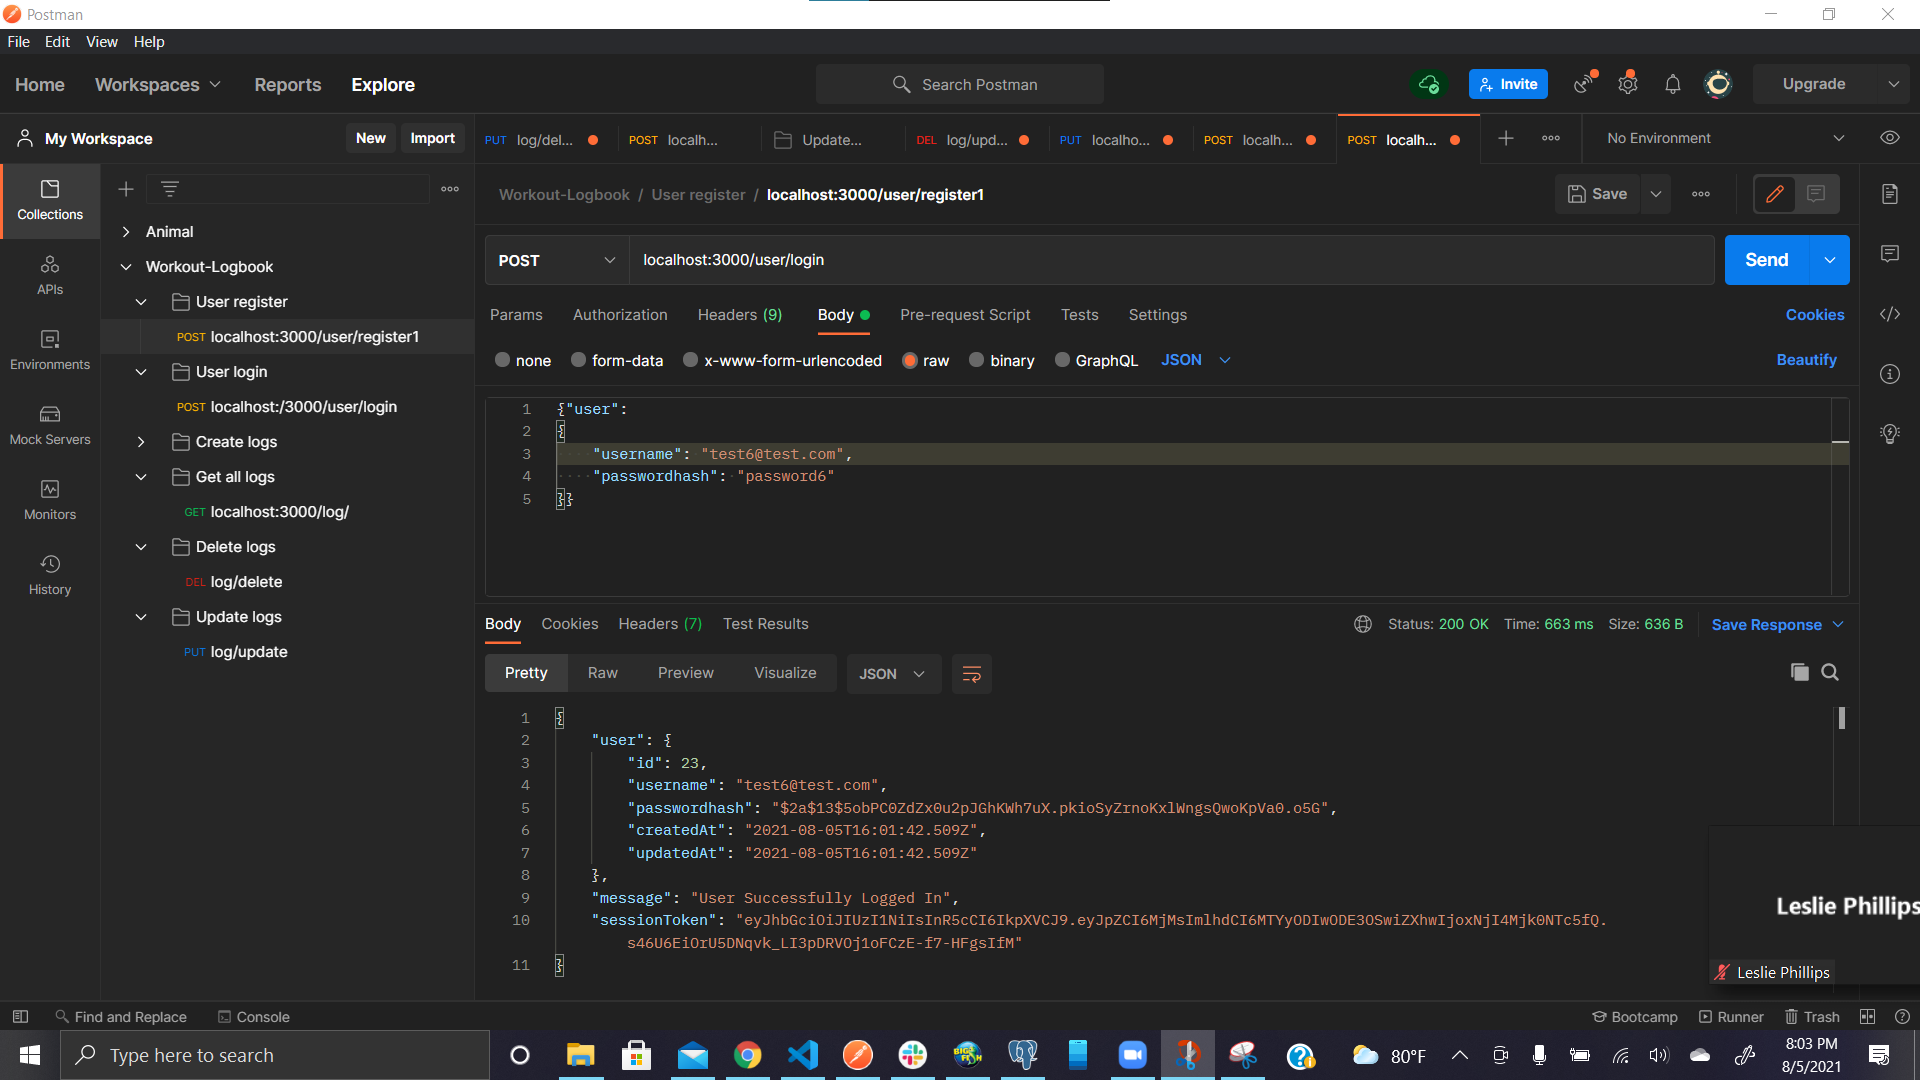 Postman
File Edit View Help
Home Workspaces Reports Explore
Search Postman
Invite
Upgrade
My Workspace
New Import
PUT log/del...
POST localh...
Update...
DEL log/upd...
PUT localho...
POST localh...
POST localh...
No Environment
Collections
APIs
Environments
Mock Servers
Monitors
History
Animal
Workout-Logbook
User register
POST localhost:3000/user/register1
User login
POST localhost:/3000/user/login
Create logs
Get all logs
GET localhost:3000/log/
Delete logs
DEL log/delete
Update logs
PUT log/update
Workout-Logbook / User register / localhost:3000/user/register1
Save
POST localhost:3000/user/login
Send
Params Authorization Headers (9) Body Pre-request Script Tests Settings
Cookies
none form-data x-www-form-urlencoded raw binary GraphQL JSON
Beautify
1 {"user":
2 {
3 "username": "test6@test.com",
4 "passwordhash": "password6"
5 }}
Body Cookies Headers (7) Test Results
Status: 200 OK Time: 663 ms Size: 636 B Save Response
Pretty Raw Preview Visualize JSON
1 {
2 "user": {
3 "id": 23,
4 "username": "test6@test.com",
5 "passwordhash": "$2a$13$5obPC0ZdZx0u2pJGhKWh7uX.pkioSyZrnoKxlWngsQwoKpVa0.o5G",
6 "createdAt": "2021-08-05T16:01:42.509Z",
7 "updatedAt": "2021-08-05T16:01:42.509Z"
8 },
9 "message": "User Successfully Logged In",
10 "sessionToken": "eyJhbGciOiJIUzI1NiIsInR5cCI6IkpXVCJ9.eyJpZCI6MjMsImlhdCI6MTYyODIwODE3OSwiZXhwIjoxNjI4Mjk0NTc5fQ.
s46U6EiOrU5DNqvk_LI3pDRVOj1oFCzE-f7-HFgsIfM"
11 }
Leslie Phillips
Leslie Phillips
Find and Replace Console
Bootcamp Runner Trash
Type here to search
BIG FISH
80°F
8:03 PM
8/5/2021